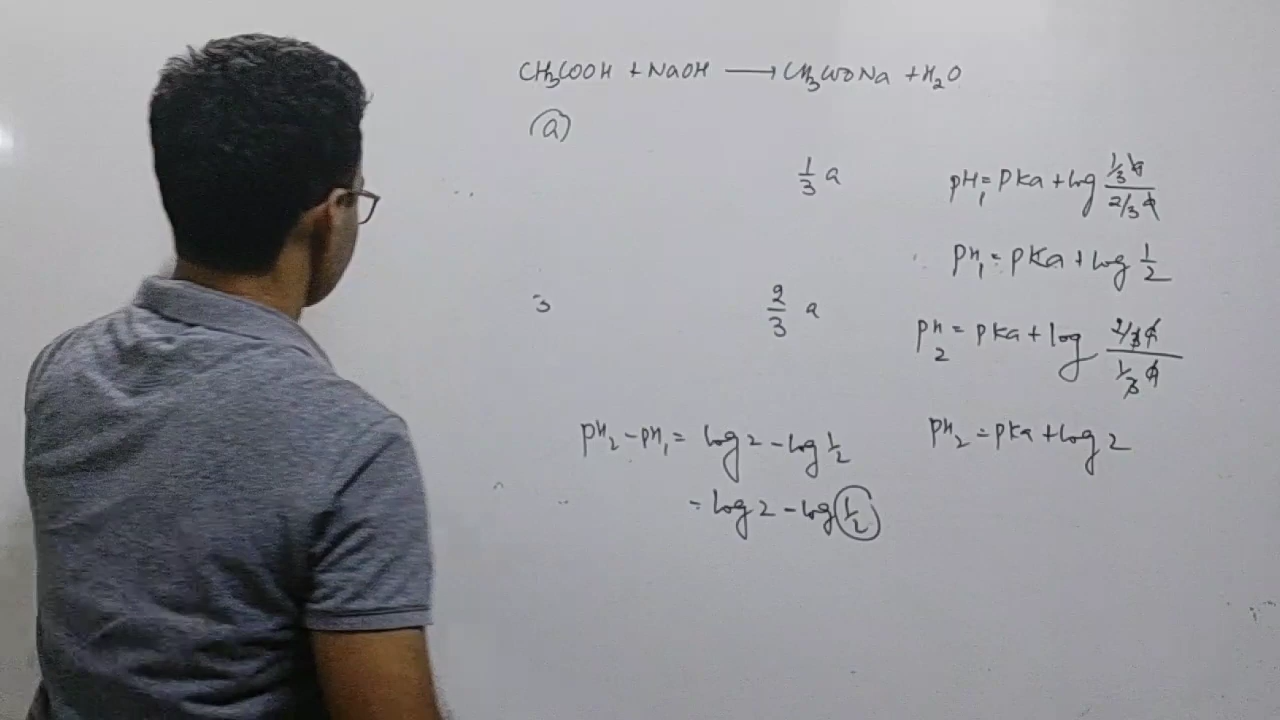 CH₃COOH + NaOH ⟶ CH₃COONa + H₂O
(a)
1/3 a
pH₁ = Pka + log (1/3 a)/(2/3 a)
pH₁ = pKa + log 1/2
3
2/3 a
pH₂ = pKa + log (2/3 a)/(1/3 a)
pH₂ - pH₁ = log 2 - log 1/2
pH₂ = pKa + log 2
= log 2 - log (1/2)